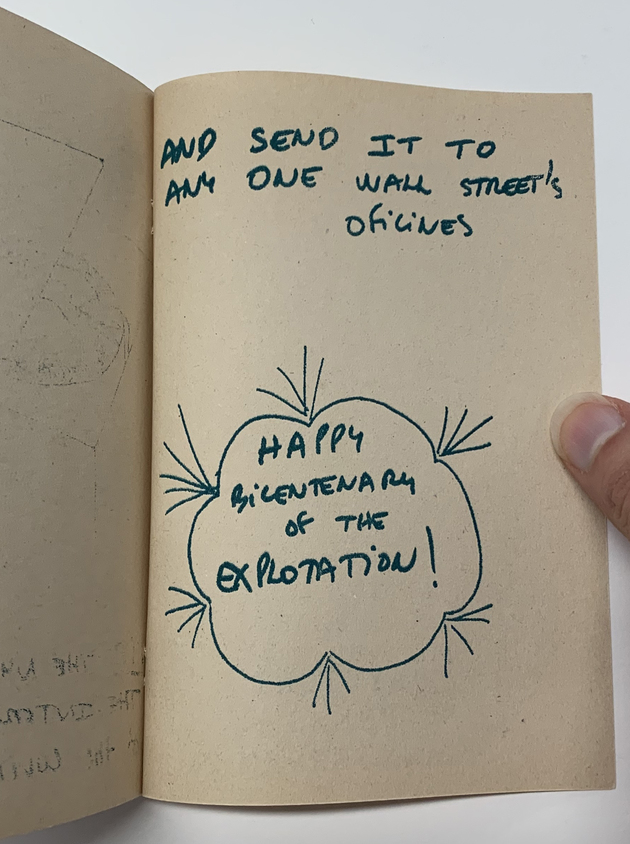 AND SEND IT TO
ANY ONE WALL STREET's
OfiCiNES
HAPPY
BiCENTENARY
OF THE
EXPLOTATiON!